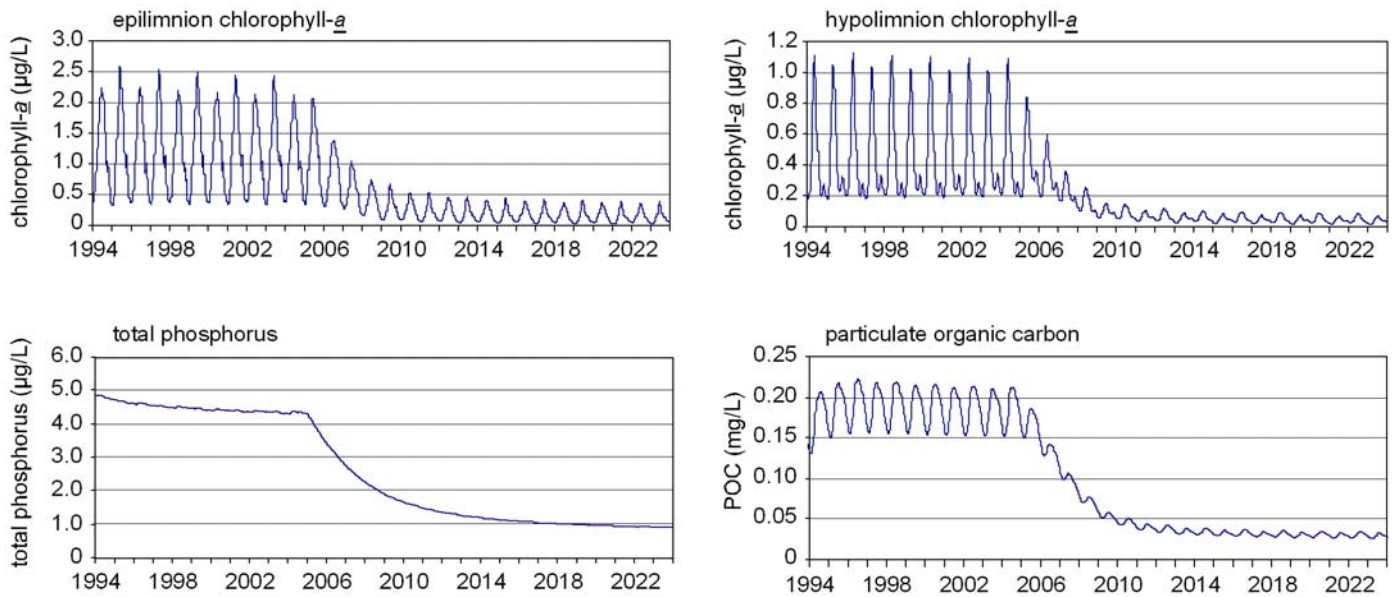 epilimnion chlorophyll-a
chlorophyll-a (µg/L)
3.0
2.5
2.0
1.5
1.0
0.5
0
1994 1998 2002 2006 2010 2014 2018 2022
hypolimnion chlorophyll-a
chlorophyll-a (µg/L)
1.2
1.0
0.8
0.6
0.4
0.2
0
1994 1998 2002 2006 2010 2014 2018 2022
total phosphorus
total phosphorus (µg/L)
6.0
5.0
4.0
3.0
2.0
1.0
0
1994 1998 2002 2006 2010 2014 2018 2022
particulate organic carbon
POC (mg/L)
0.25
0.20
0.15
0.10
0.05
0
1994 1998 2002 2006 2010 2014 2018 2022